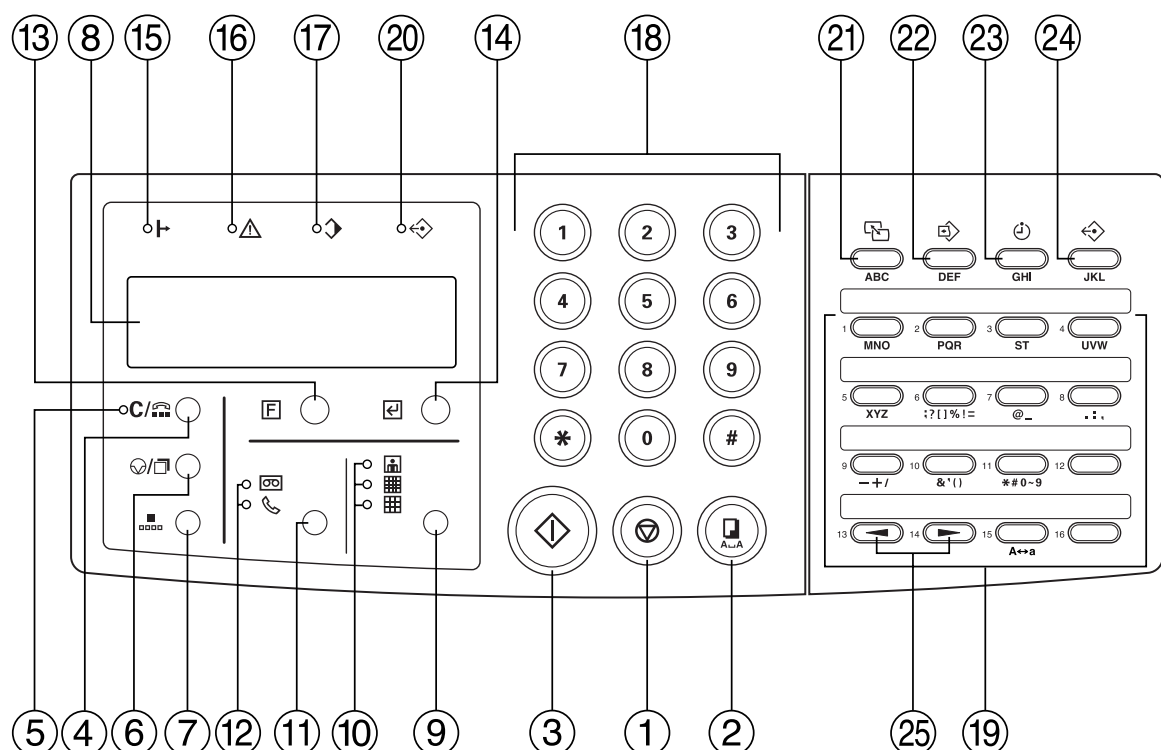 ⑬ ⑧ ⑮ ⑯ ⑰ ⑳ ⑭ ⑱ ㉑ ㉒ ㉓ ㉔
1 2 3
ABC DEF GHI JKL
4 5 6
1 2 3 4
MNO PQR ST UVW
7 8 9
5 6 7 8
XYZ ;?[]%!= @_ .:,
C/
F
* 0 #
9 10 11 12
−+/ &'() *#0~9
A␣A
13 14 15 16
A↔a
⑤ ④ ⑥ ⑦ ⑫ ⑪ ⑩ ⑨ ③ ① ② ㉕ ⑲